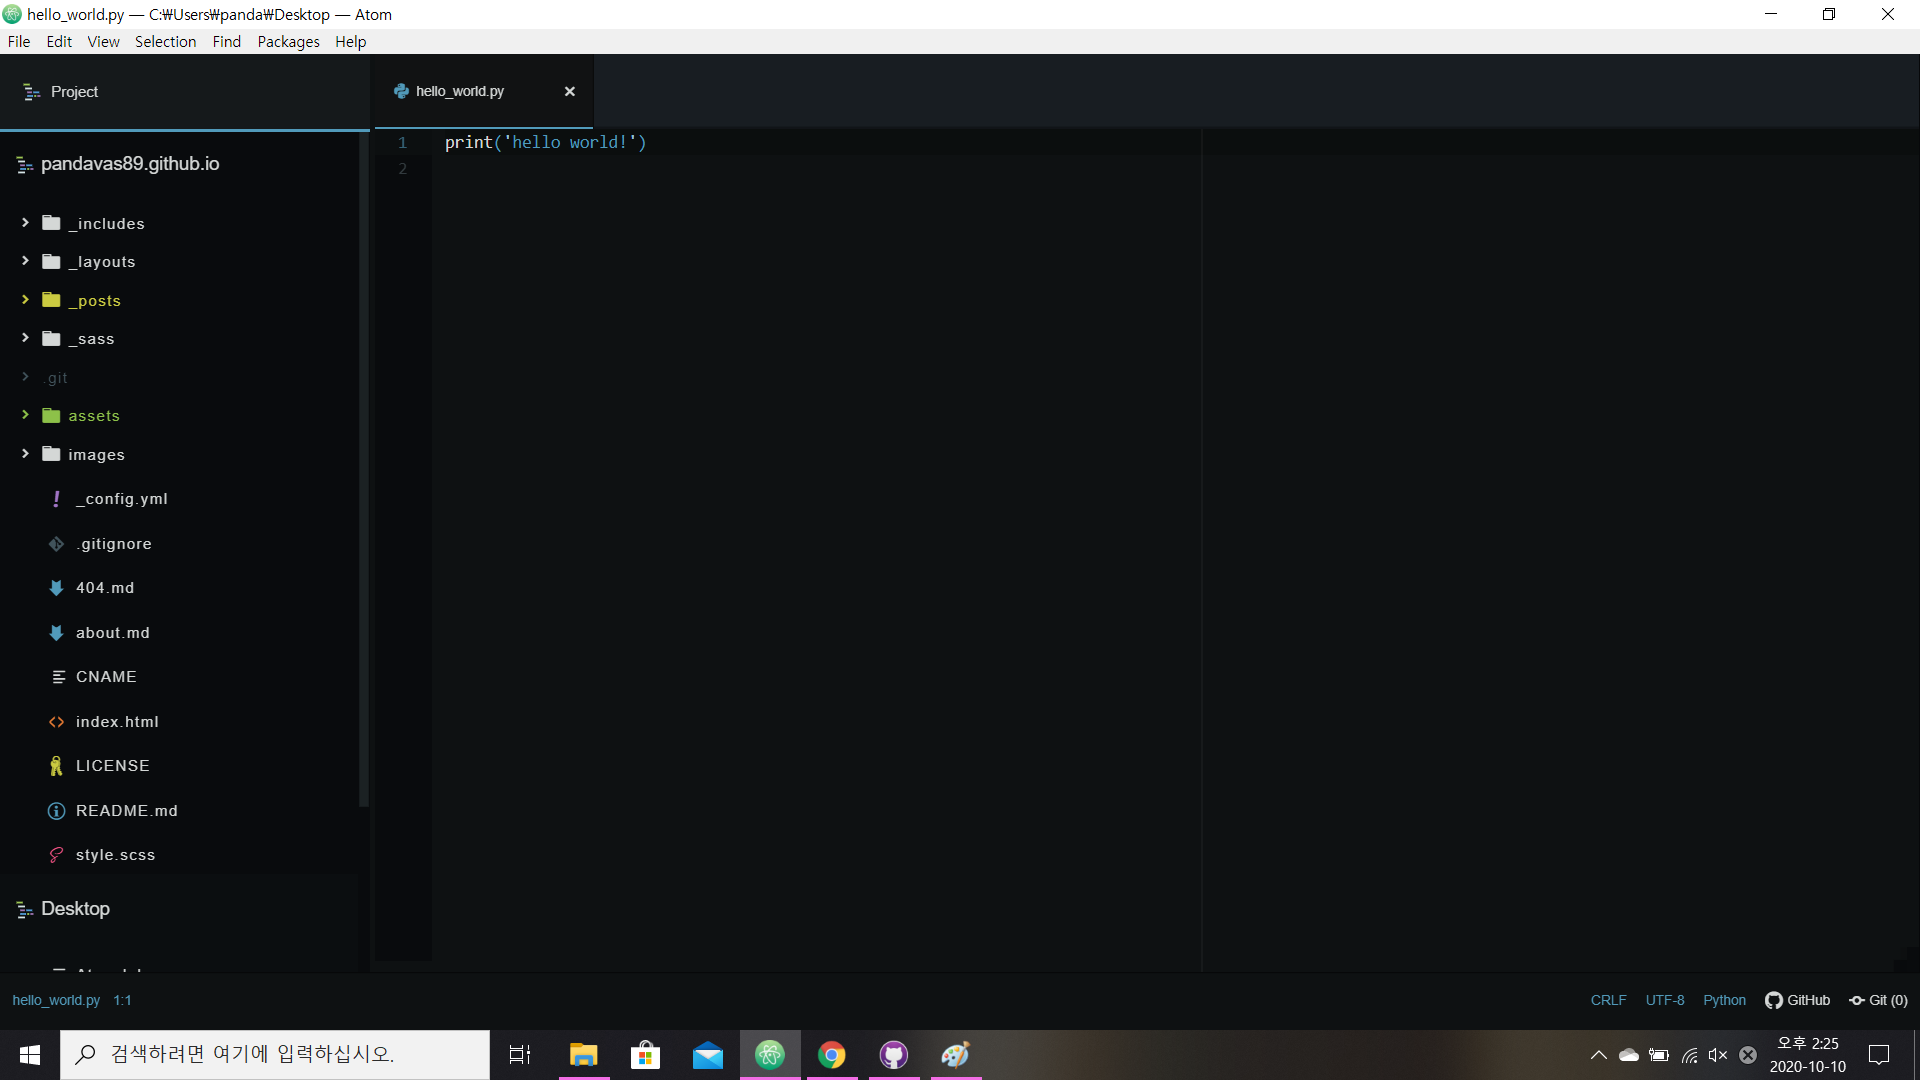 hello_world.py — C:₩Users₩panda₩Desktop — Atom
File Edit View Selection Find Packages Help
Project
hello_world.py
pandavas89.github.io
_includes
_layouts
_posts
_sass
.git
assets
images
_config.yml
.gitignore
404.md
about.md
CNAME
index.html
LICENSE
README.md
style.scss
Desktop
1 print('hello world!')
2
hello_world.py 1:1
CRLF UTF-8 Python GitHub Git (0)
검색하려면 여기에 입력하십시오.
오후 2:25
2020-10-10